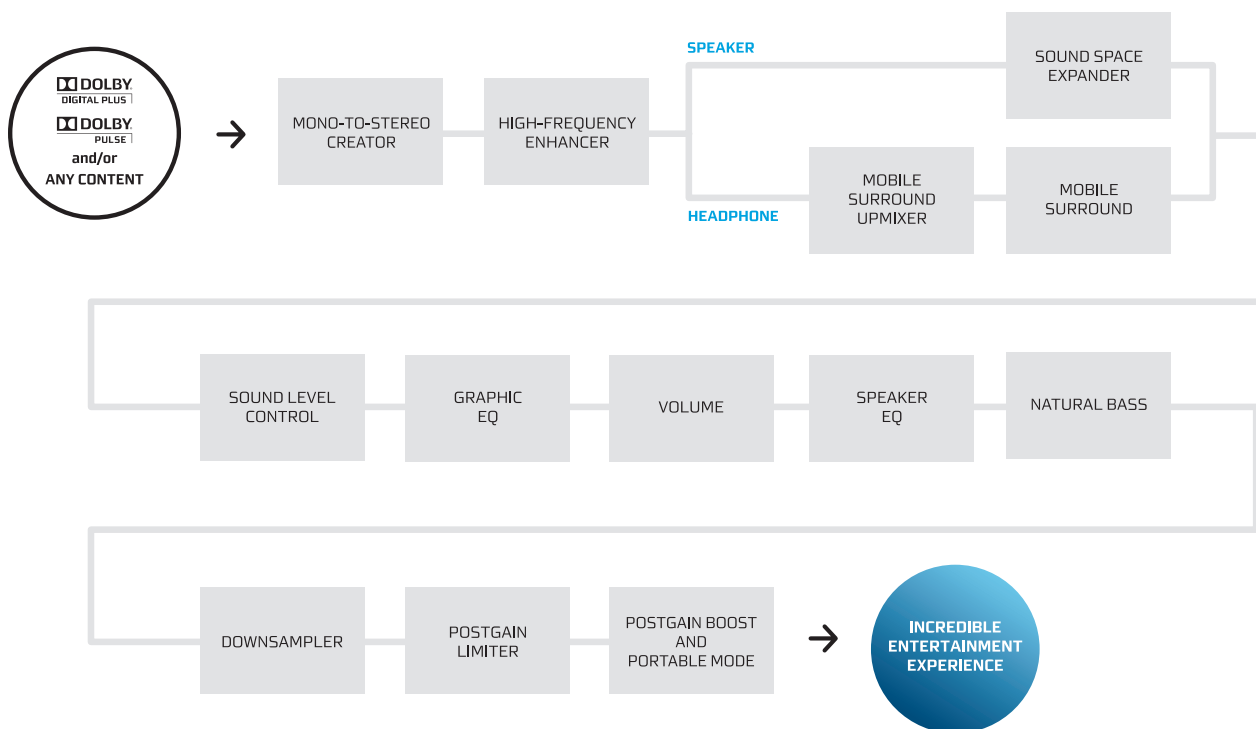 SPEAKER
DOLBY
DIGITAL PLUS
DOLBY
PULSE
and/or
ANY CONTENT
MONO-TO-STEREO
CREATOR
HIGH-FREQUENCY
ENHANCER
SOUND SPACE
EXPANDER
HEADPHONE
MOBILE
SURROUND
UPMIXER
MOBILE
SURROUND
SOUND LEVEL
CONTROL
GRAPHIC
EQ
VOLUME
SPEAKER
EQ
NATURAL BASS
DOWNSAMPLER
POSTGAIN
LIMITER
POSTGAIN BOOST
AND
PORTABLE MODE
INCREDIBLE
ENTERTAINMENT
EXPERIENCE